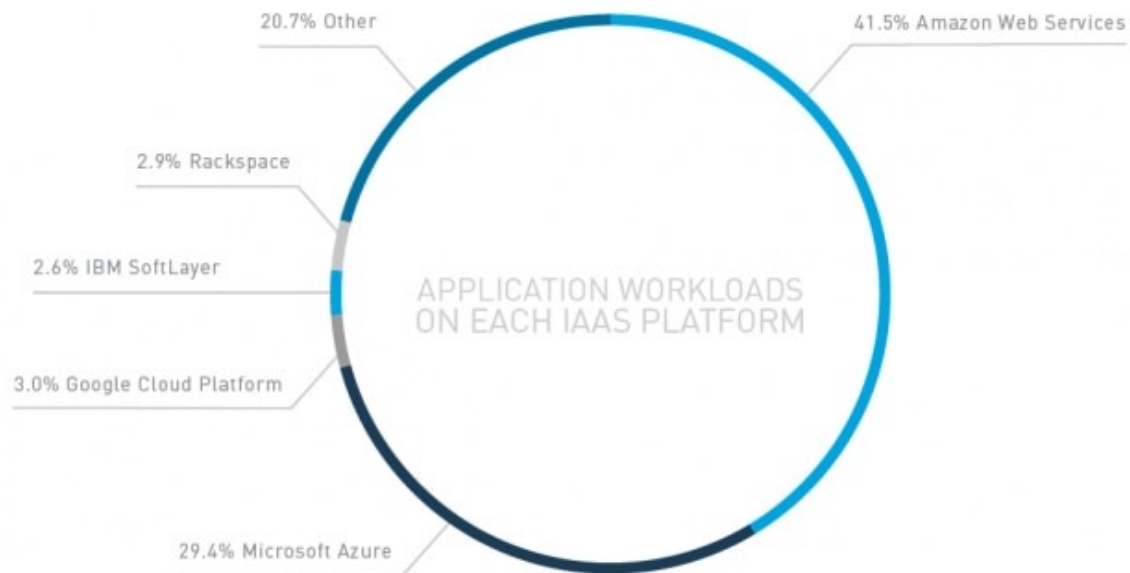 20.7% Other
41.5% Amazon Web Services
2.9% Rackspace
2.6% IBM SoftLayer
APPLICATION WORKLOADS
ON EACH IAAS PLATFORM
3.0% Google Cloud Platform
29.4% Microsoft Azure